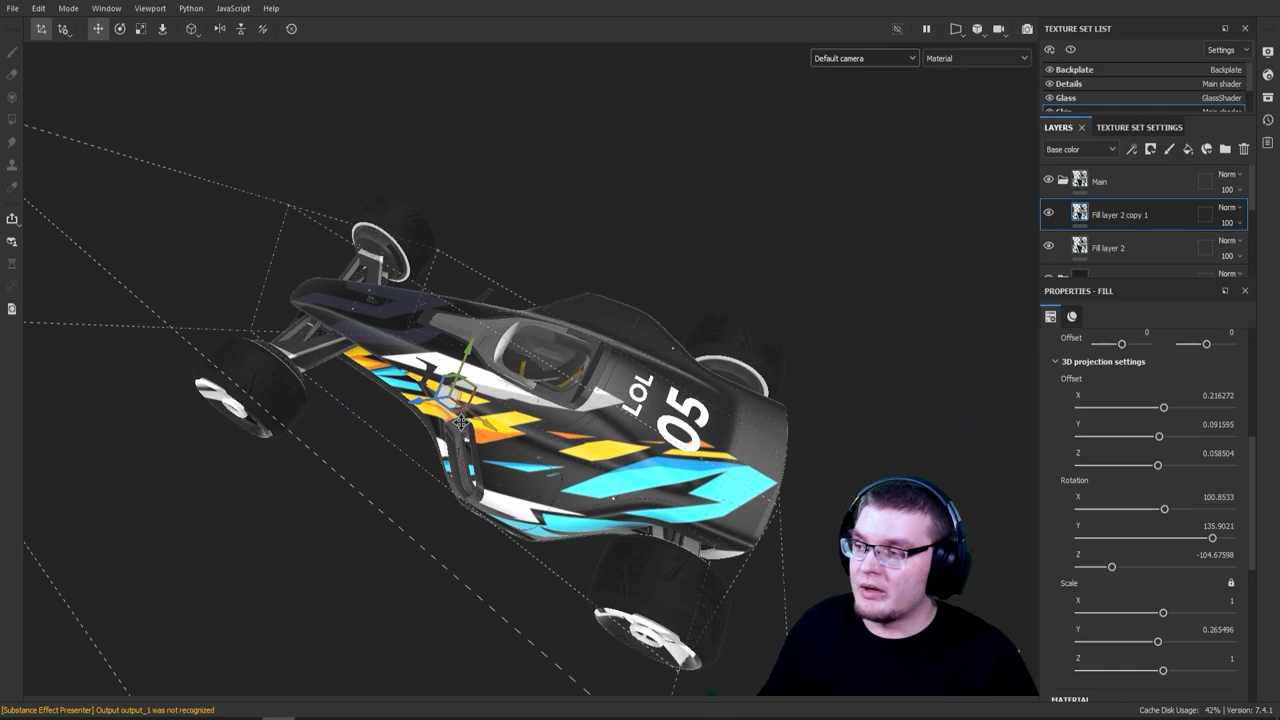 File Edit Mode Window Viewport Python JavaScript Help
Default camera Material
TEXTURE SET LIST
Settings
Backplate Backplate
Details Main shader
Glass GlassShader
LAYERS TEXTURE SET SETTINGS
Base color
Main Norm
100
Fill layer 2 copy 1 Norm
100
Fill layer 2 Norm
100
Norm
PROPERTIES - FILL
0 0
Offset
3D projection settings
Offset
X 0.216272
Y 0.091595
Z 0.058504
Rotation
X 100.8533
Y 135.9021
Z -104.67598
Scale
X 1
Y 0.265496
Z 1
MATERIAL
LOL
05
[Substance Effect Presenter] Output output_1 was not recognized
Cache Disk Usage: 42% | Version: 7.4.1